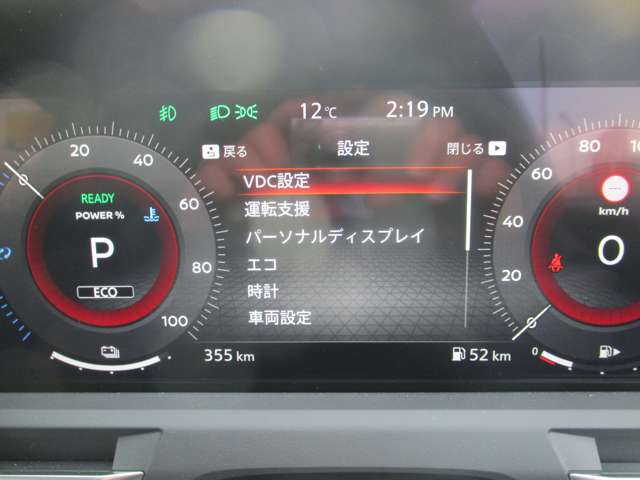 12°C 2:19 PM
戻る 設定 閉じる
VDC設定
運転支援
パーソナルディスプレイ
エコ
時計
車両設定
20 40 60 80 100
READY
POWER %
P
ECO
20 40 60 80
km/h
0
355 km
52 km
0